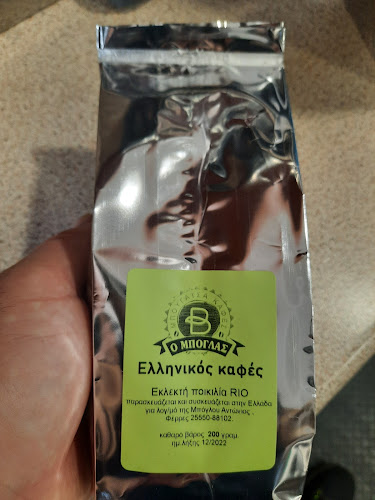 Β
Ο ΜΠΟΓΛΑΣ
Ελληνικός καφές
Εκλεκτή ποικιλία RIO
παρασκευάζεται και συσκευάζεται στην Ελλάδα
για λογ/μό της Μπόγλου Αντώνιας .
Φέρρες 25550-88102.
καθαρό βάρος 200 γραμ.
ημ.λήξης 12/2022